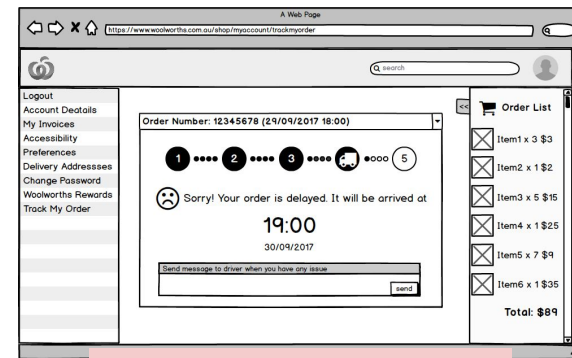 A Web Page
https://www.woolworths.com.au/shop/myaccount/trackmyorder
search
Logout
Account Deatails
My Invoices
Accessibility
Preferences
Delivery Addressses
Change Password
Woolworths Rewards
Track My Order
Order Number: 12345678 (29/09/2017 18:00)
1 2 3 5
Sorry! Your order is delayed. It will be arrived at
19:00
30/09/2017
Send message to driver when you have any issue
send
<<
Order List
Item1 x 3 $3
Item2 x 1 $2
Item3 x 5 $15
Item4 x 1 $25
Item5 x 7 $9
Item6 x 1 $35
Total: $89